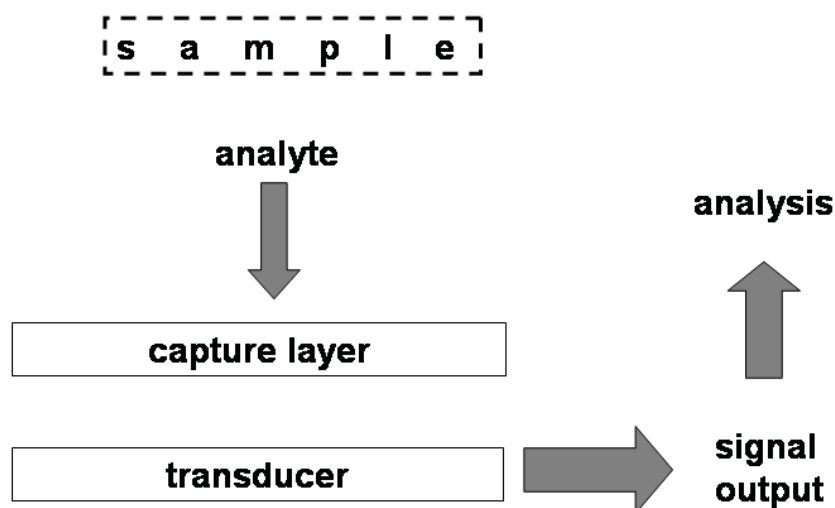 s a m p l e
analyte
analysis
capture layer
transducer
signal
output